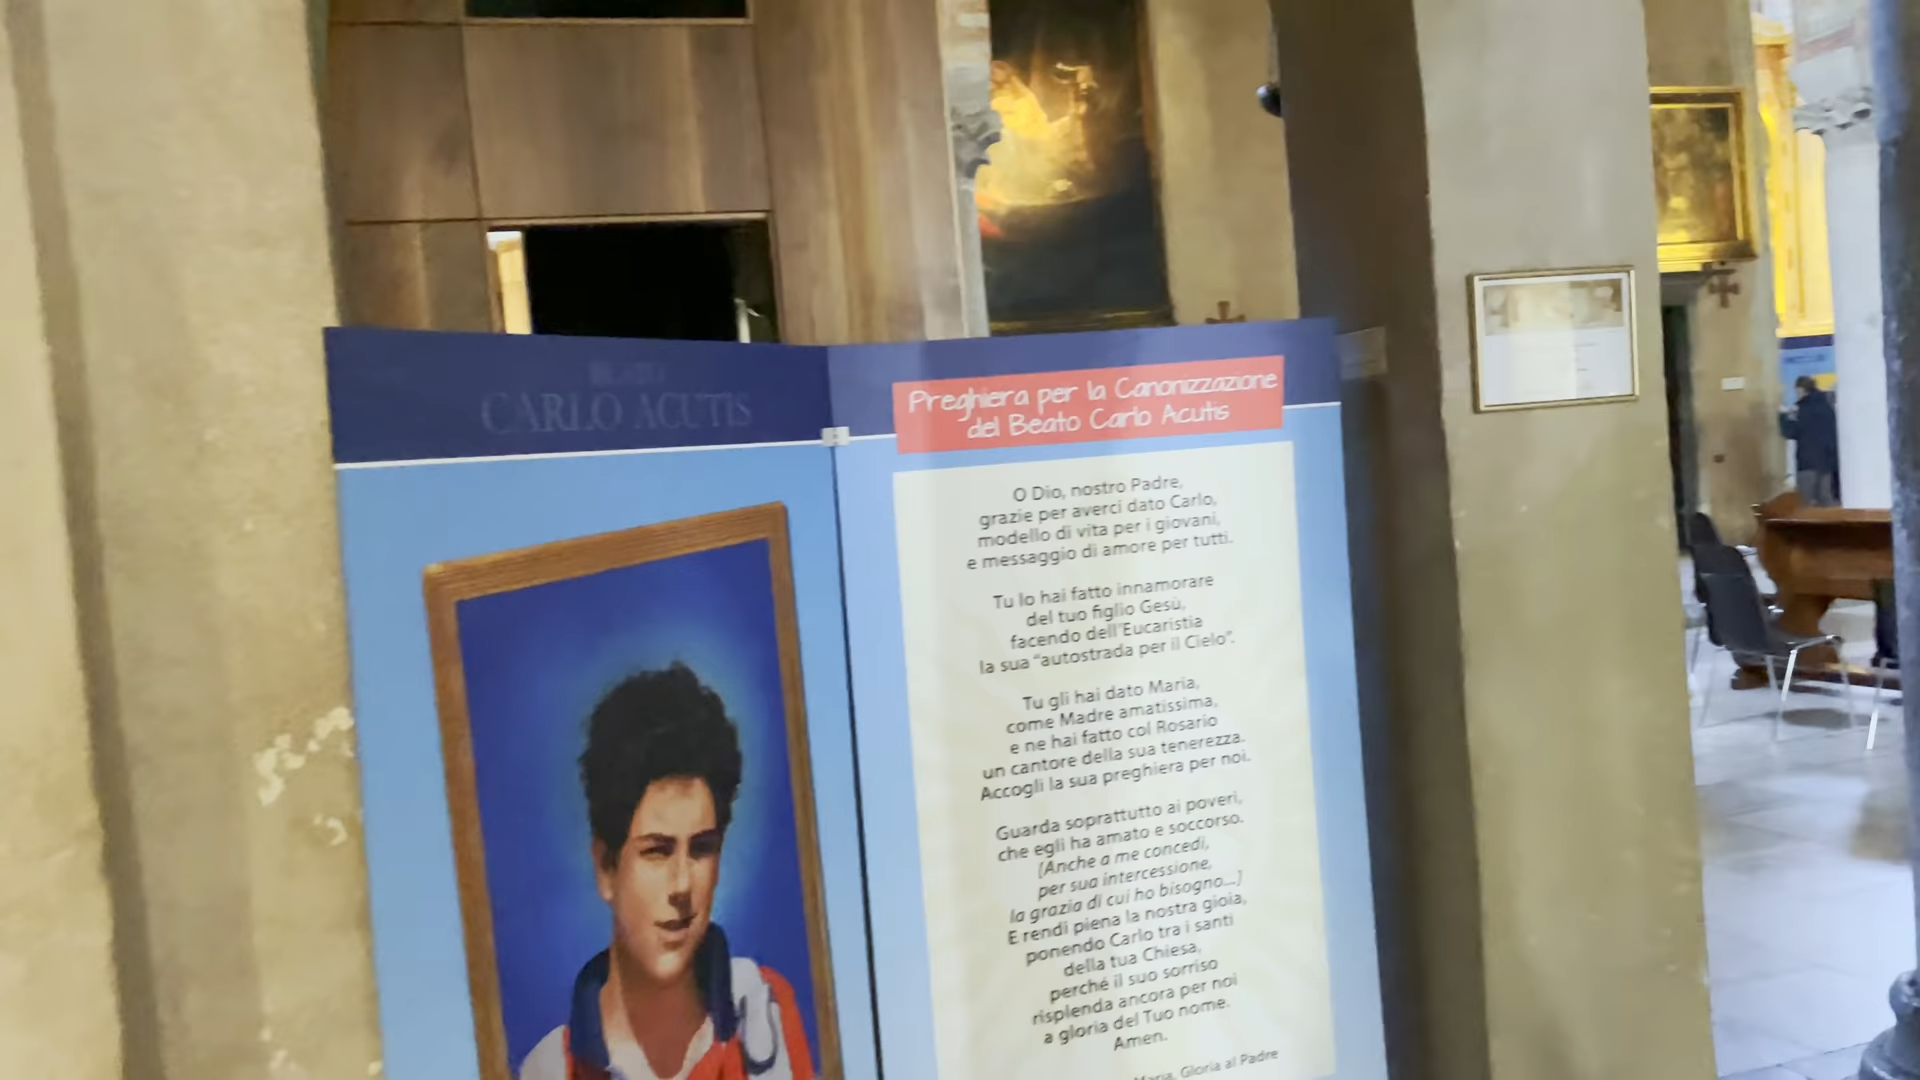 BEATO
CARLO ACUTIS
Preghiera per la Canonizzazione
del Beato Carlo Acutis
O Dio, nostro Padre,
grazie per averci dato Carlo,
modello di vita per i giovani,
e messaggio di amore per tutti.
Tu lo hai fatto innamorare
del tuo figlio Gesù,
facendo dell'Eucaristia
la sua "autostrada per il Cielo".
Tu gli hai dato Maria,
come Madre amatissima,
e ne hai fatto col Rosario
un cantore della sua tenerezza.
Accogli la sua preghiera per noi.
Guarda soprattutto ai poveri,
che egli ha amato e soccorso.
(Anche a me concedi,
per sua intercessione,
la grazia di cui ho bisogno...)
E rendi piena la nostra gioia,
ponendo Carlo tra i santi
della tua Chiesa,
perché il suo sorriso
risplenda ancora per noi
a gloria del Tuo nome.
Amen.
Maria, Gloria al Padre